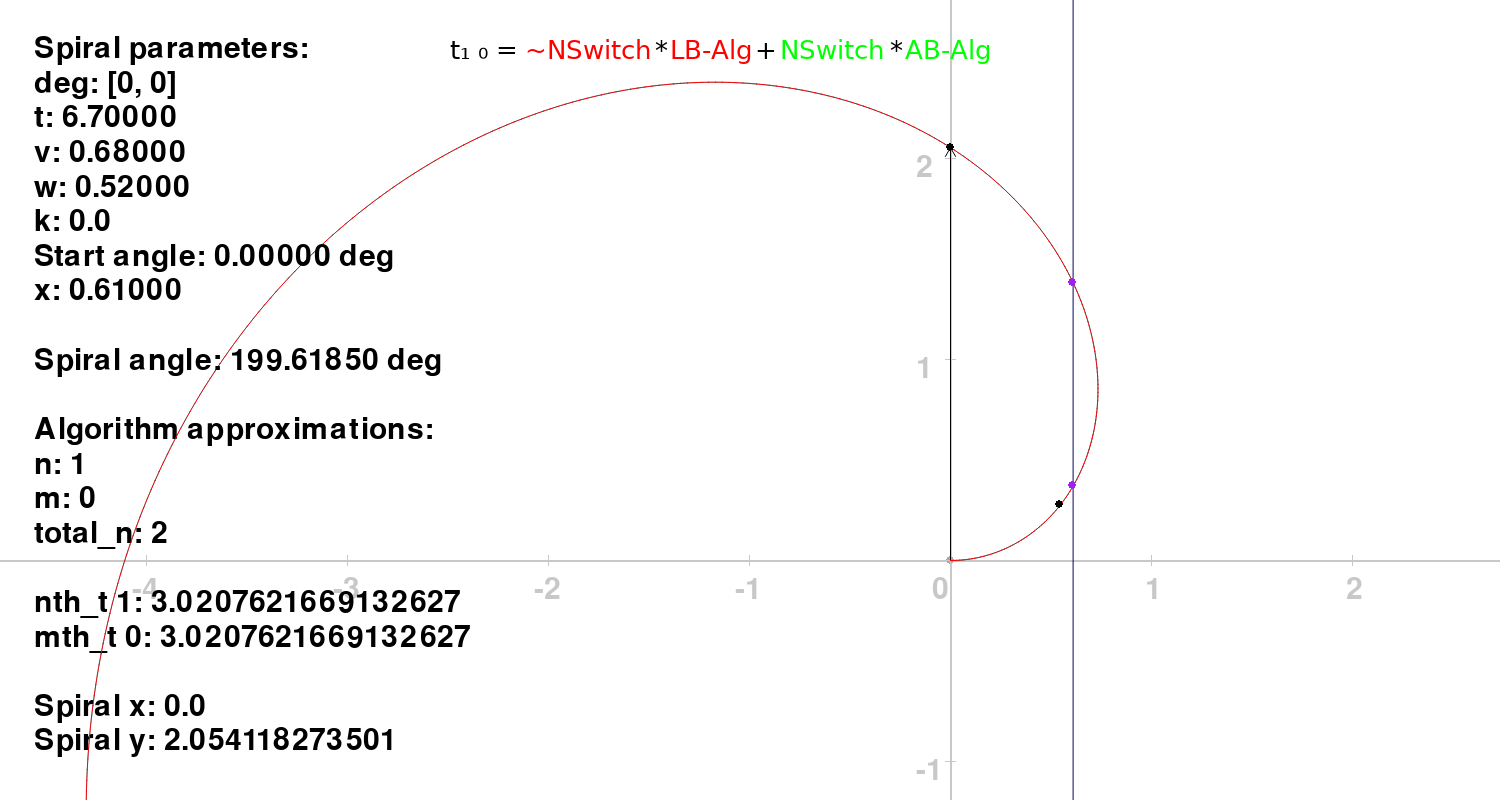 Spiral parameters:
t₁ ₀ = ~NSwitch*LB-Alg+NSwitch*AB-Alg
deg: [0, 0]
t: 6.70000
v: 0.68000
w: 0.52000
k: 0.0
Start angle: 0.00000 deg
x: 0.61000
Spiral angle: 199.61850 deg
Algorithm approximations:
n: 1
m: 0
total_n: 2
nth_t 1: 3.0207621669132627
mth_t 0: 3.0207621669132627
Spiral x: 0.0
Spiral y: 2.054118273501
2
1
-4 -3 -2 -1 0 1 2
-1